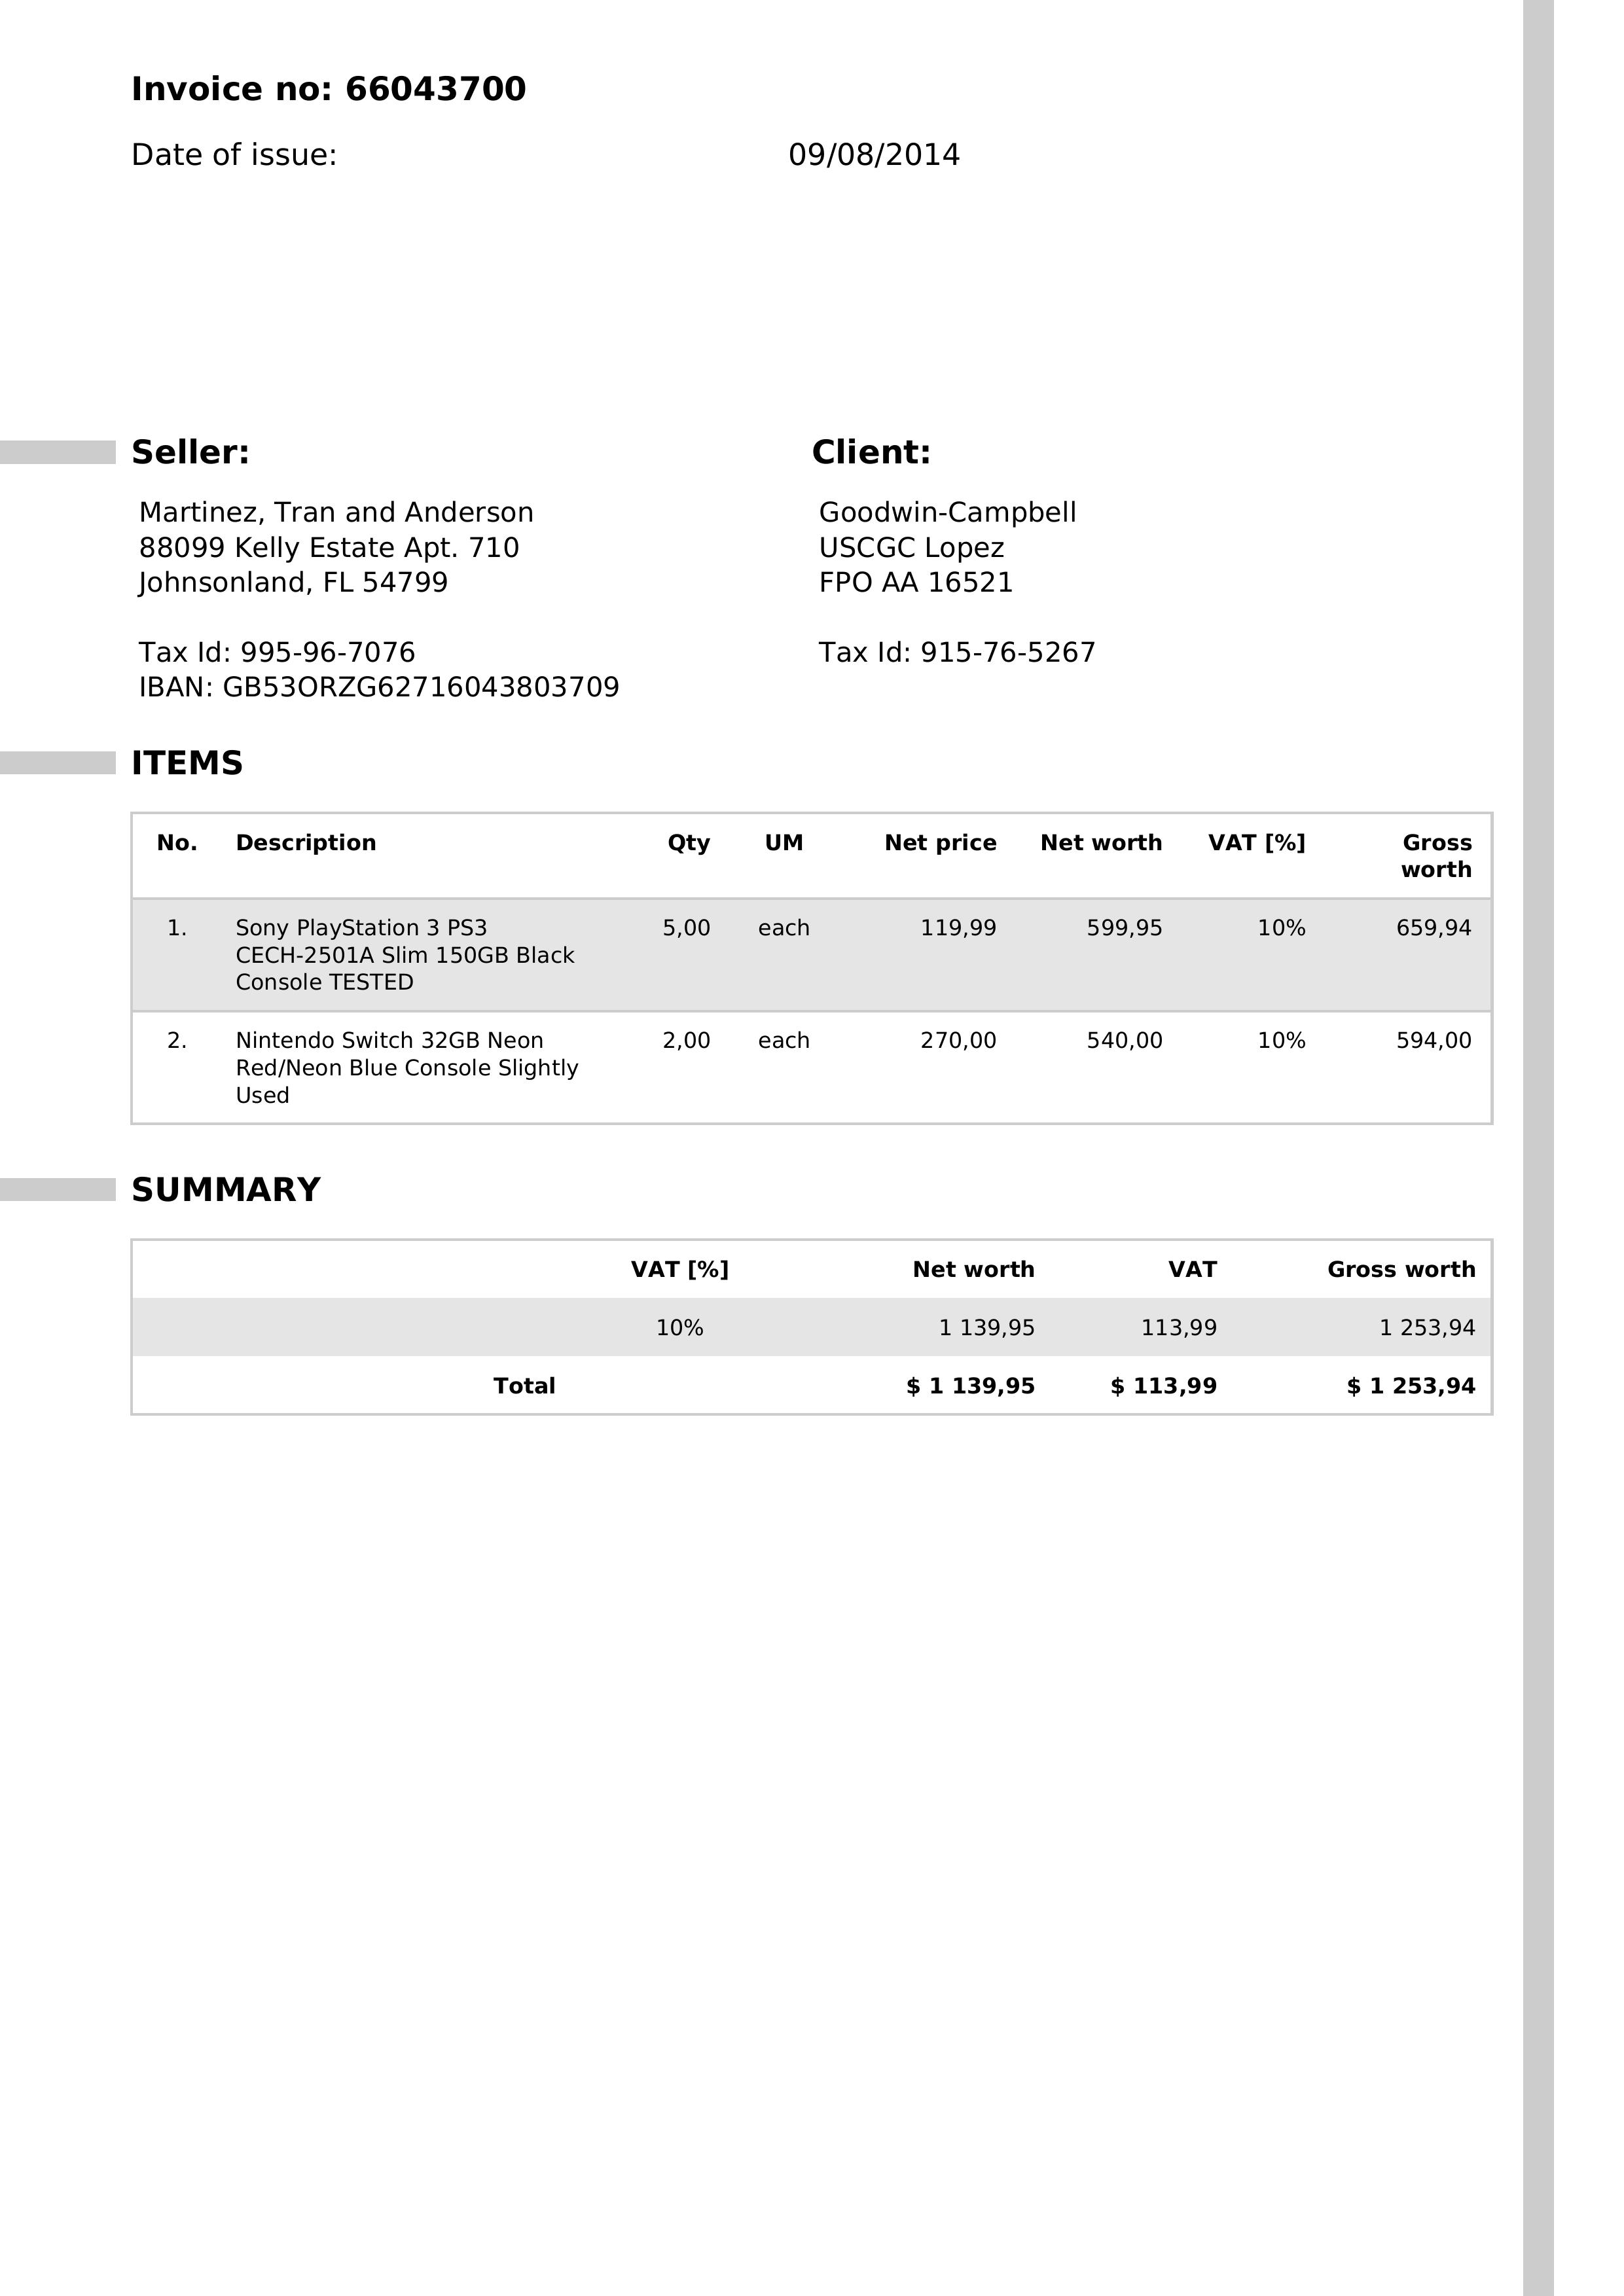 Invoice no: 66043700
Date of issue: 09/08/2014
Seller:
Martinez, Tran and Anderson
88099 Kelly Estate Apt. 710
Johnsonland, FL 54799
Tax Id: 995-96-7076
IBAN: GB53ORZG62716043803709
Client:
Goodwin-Campbell
USCGC Lopez
FPO AA 16521
Tax Id: 915-76-5267
ITEMS
No. Description Qty UM Net price Net worth VAT [%] Gross
worth
1. Sony PlayStation 3 PS3 5,00 each 119,99 599,95 10% 659,94
CECH-2501A Slim 150GB Black
Console TESTED
2. Nintendo Switch 32GB Neon 2,00 each 270,00 540,00 10% 594,00
Red/Neon Blue Console Slightly
Used
SUMMARY
VAT [%] Net worth VAT Gross worth
10% 1 139,95 113,99 1 253,94
Total $ 1 139,95 $ 113,99 $ 1 253,94